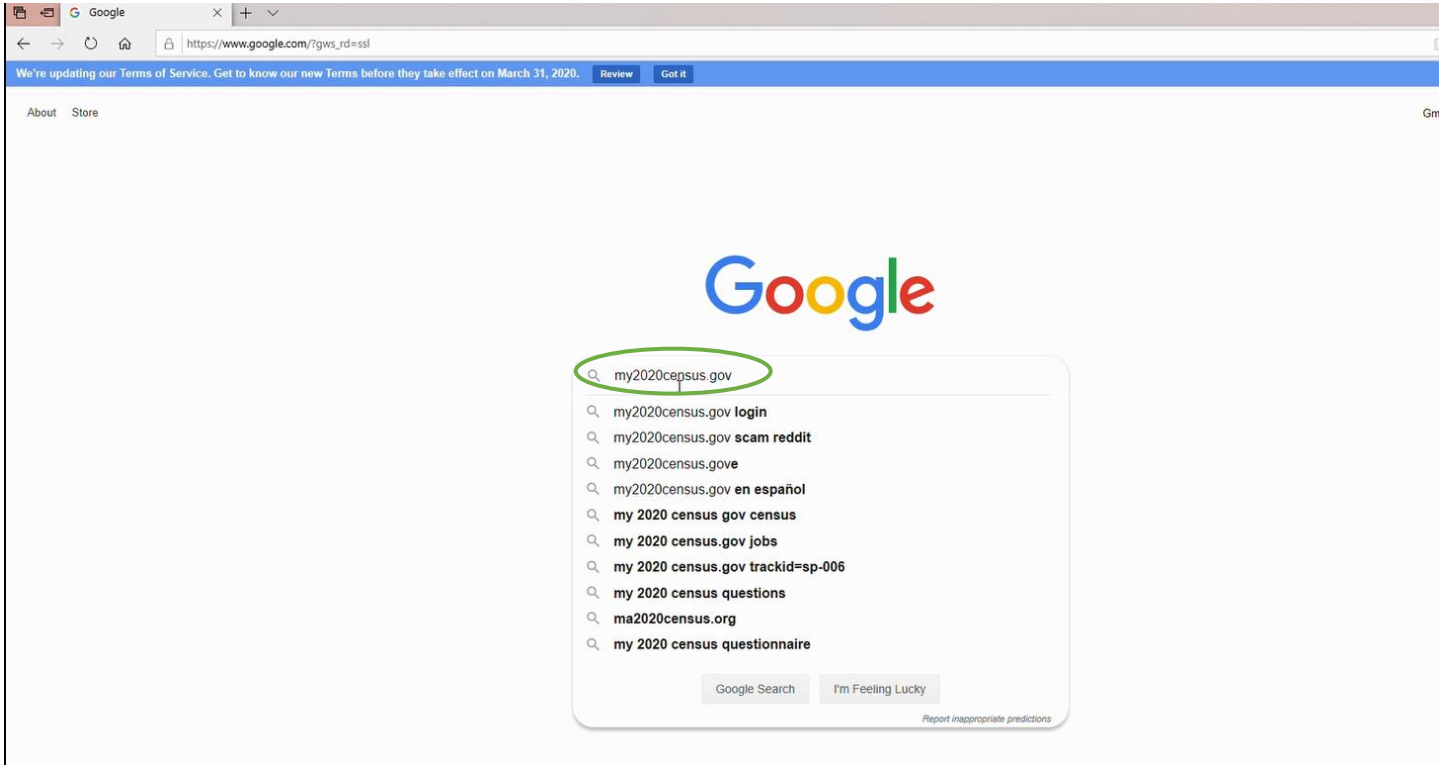 Google
https://www.google.com/?gws_rd=ssl
We're updating our Terms of Service. Get to know our new Terms before they take effect on March 31, 2020. Review Got it
About Store Gm
Google
my2020census.gov
my2020census.gov login
my2020census.gov scam reddit
my2020census.gove
my2020census.gov en español
my 2020 census gov census
my 2020 census.gov jobs
my 2020 census.gov trackid=sp-006
my 2020 census questions
ma2020census.org
my 2020 census questionnaire
Google Search I'm Feeling Lucky
Report inappropriate predictions